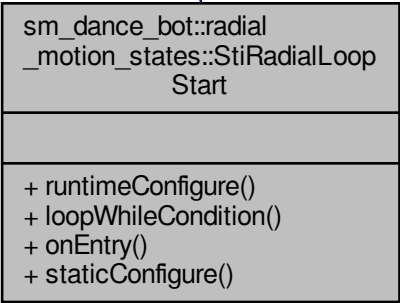 sm_dance_bot::radial
_motion_states::StiRadialLoop
Start
+ runtimeConfigure()
+ loopWhileCondition()
+ onEntry()
+ staticConfigure()